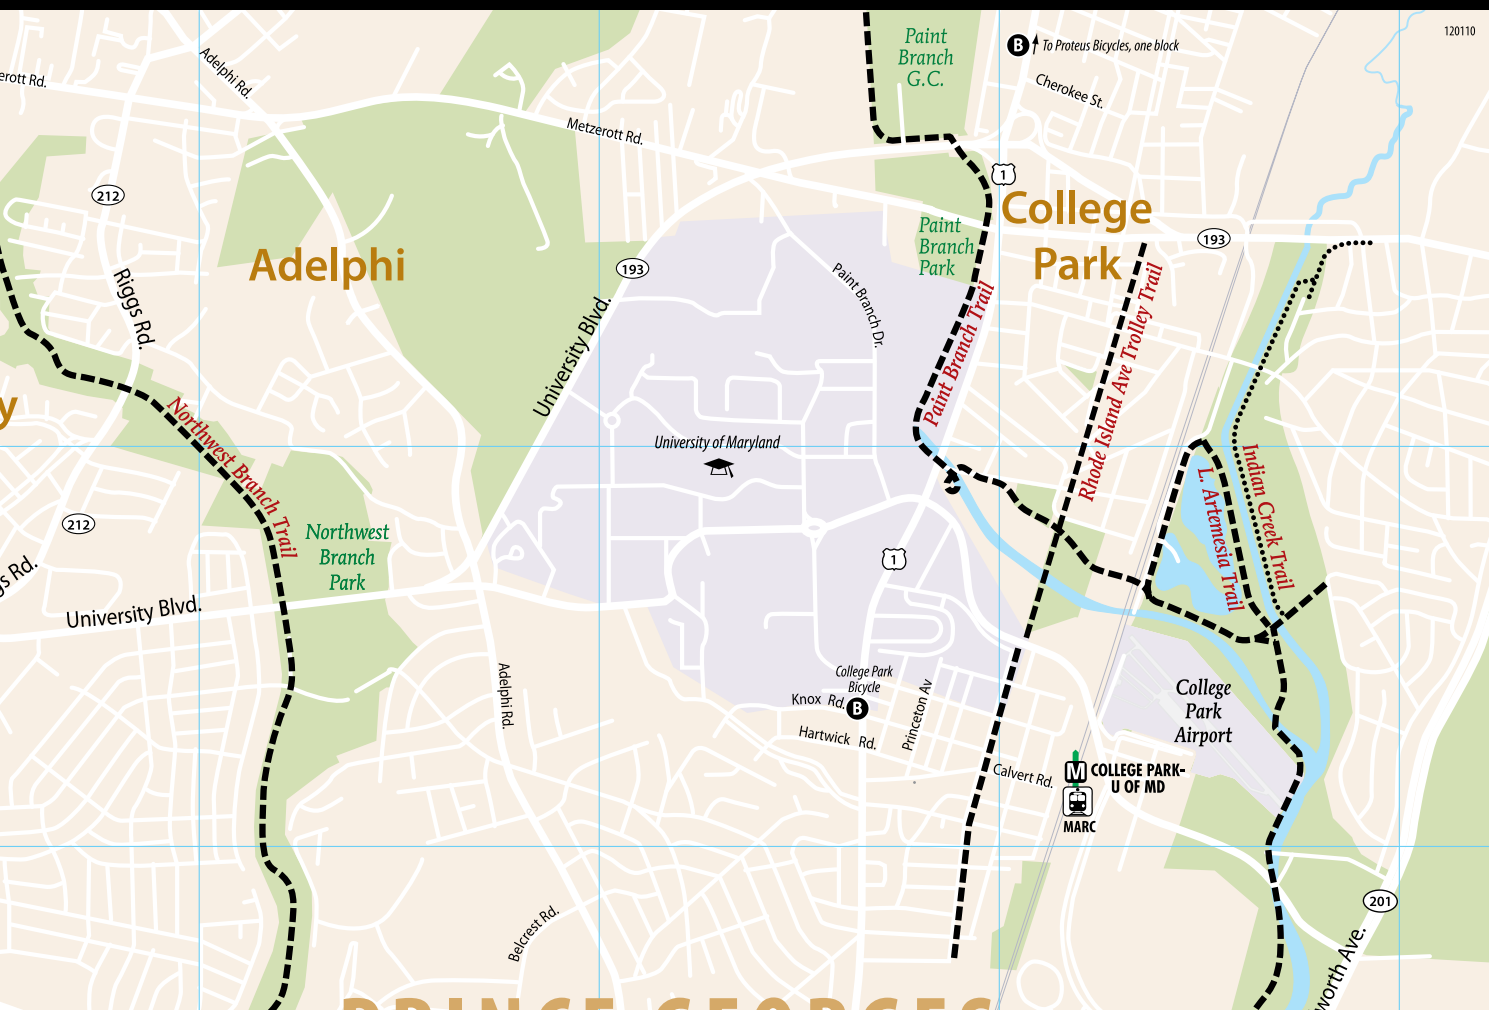 120110
Paint
Branch
G.C.
B
To Proteus Bicycles, one block
Cherokee St.
Adelphi Rd.
erott Rd.
Metzerott Rd.
1
212
College
Park
Paint
Branch
Park
193
193
Adelphi
Riggs Rd.
University Blvd.
Paint Branch Dr.
Paint Branch Trail
Rhode Island Ave Trolley Trail
y
Northwest Branch Trail
University of Maryland
L. Artemesia Trail
Indian Creek Trail
212
Northwest
Branch
Park
gs Rd.
University Blvd.
1
Adelphi Rd.
College Park
Bicycle
Knox Rd.
B
Hartwick Rd.
Princeton Av
College
Park
Airport
Calvert Rd.
M
COLLEGE PARK-
U OF MD
MARC
201
Belcrest Rd.
worth Ave.
PRINCE GEORGES